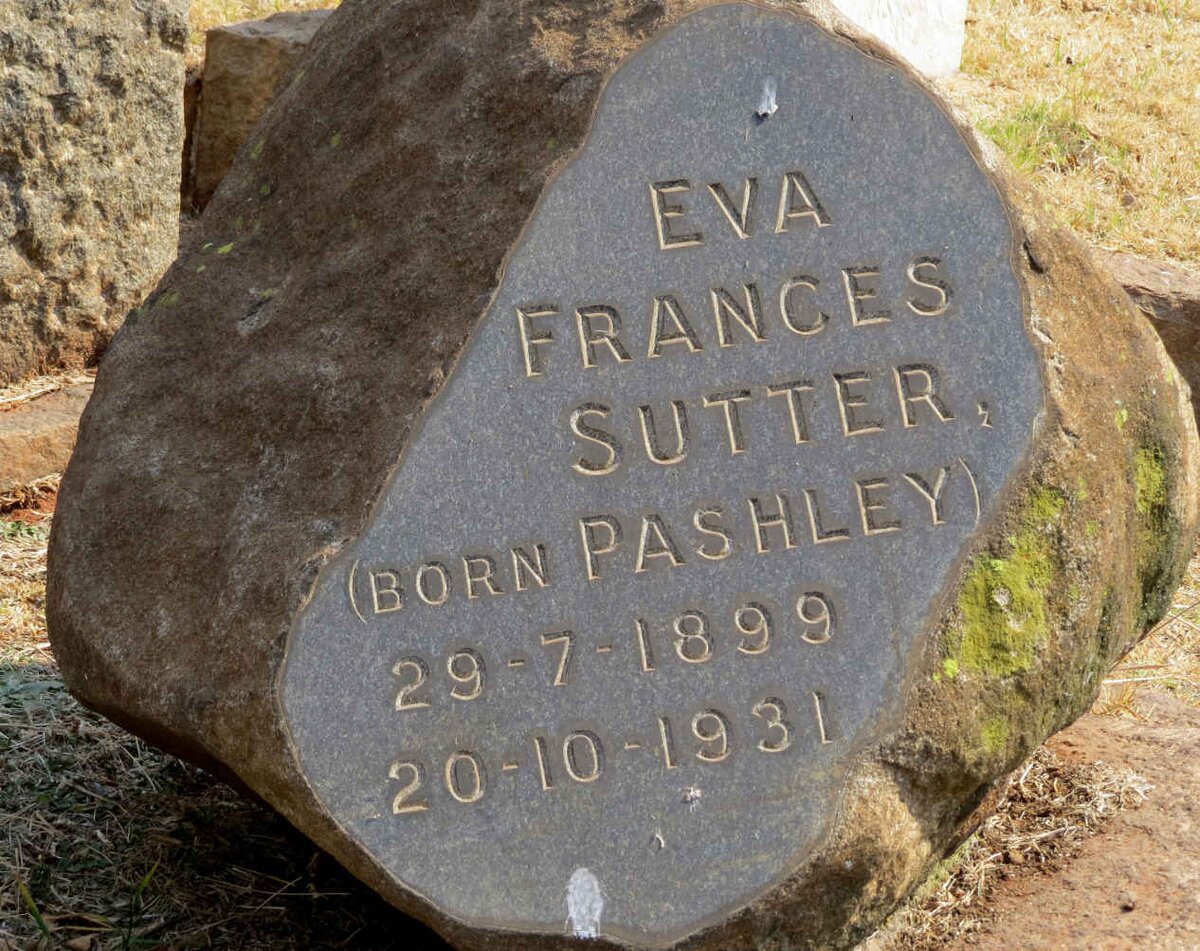 EVA
FRANCES
SUTTER,
(BORN PASHLEY)
29-7-1899
20-10-1931